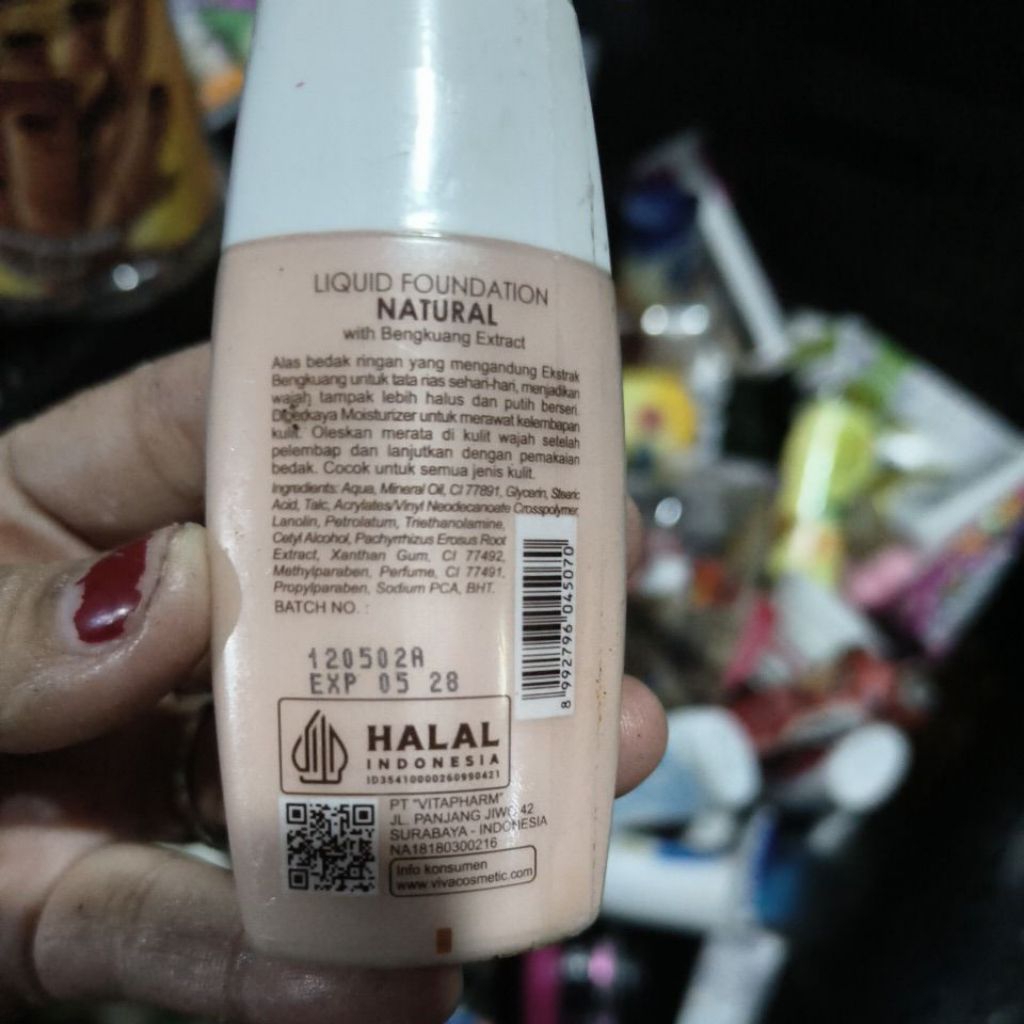 LIQUID FOUNDATION
NATURAL
with Bengkuang Extract
Alas bedak ringan yang mengandung Ekstrak
Bengkuang untuk tata rias sehari-hari, menjadikan
wajah tampak lebih halus dan putih berseri.
Diperkaya Moisturizer untuk merawat kelembapan
kulit. Oleskan merata di kulit wajah setelah
pelembap dan lanjutkan dengan pemakaian
bedak. Cocok untuk semua jenis kulit.
Ingredients: Aqua, Mineral Oil, CI 77891, Glycerin, Stearic
Acid, Talc, Acrylates/Vinyl Neodecanoate Crosspolymer,
Lanolin, Petrolatum, Triethanolamine,
Cetyl Alcohol, Pachyrrhizus Erosus Root
Extract, Xanthan Gum, CI 77492,
Methylparaben, Perfume, CI 77491,
Propylparaben, Sodium PCA, BHT.
BATCH NO. :
120502A
EXP 05 28
8 992796 045070
HALAL
INDONESIA
ID35410000260990421
PT "VITAPHARM"
JL. PANJANG JIWO 42
SURABAYA - INDONESIA
NA18180300216
Info konsumen
www.vivacosmetic.com